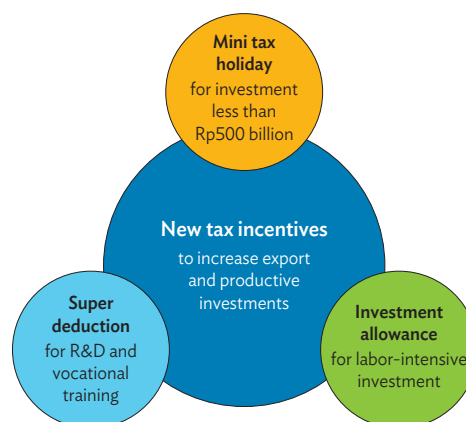 Mini tax
holiday
for investment
less than
Rp500 billion
New tax incentives
to increase export
and productive
investments
Super
deduction
for R&D and
vocational
training
Investment
allowance
for labor-intensive
investment